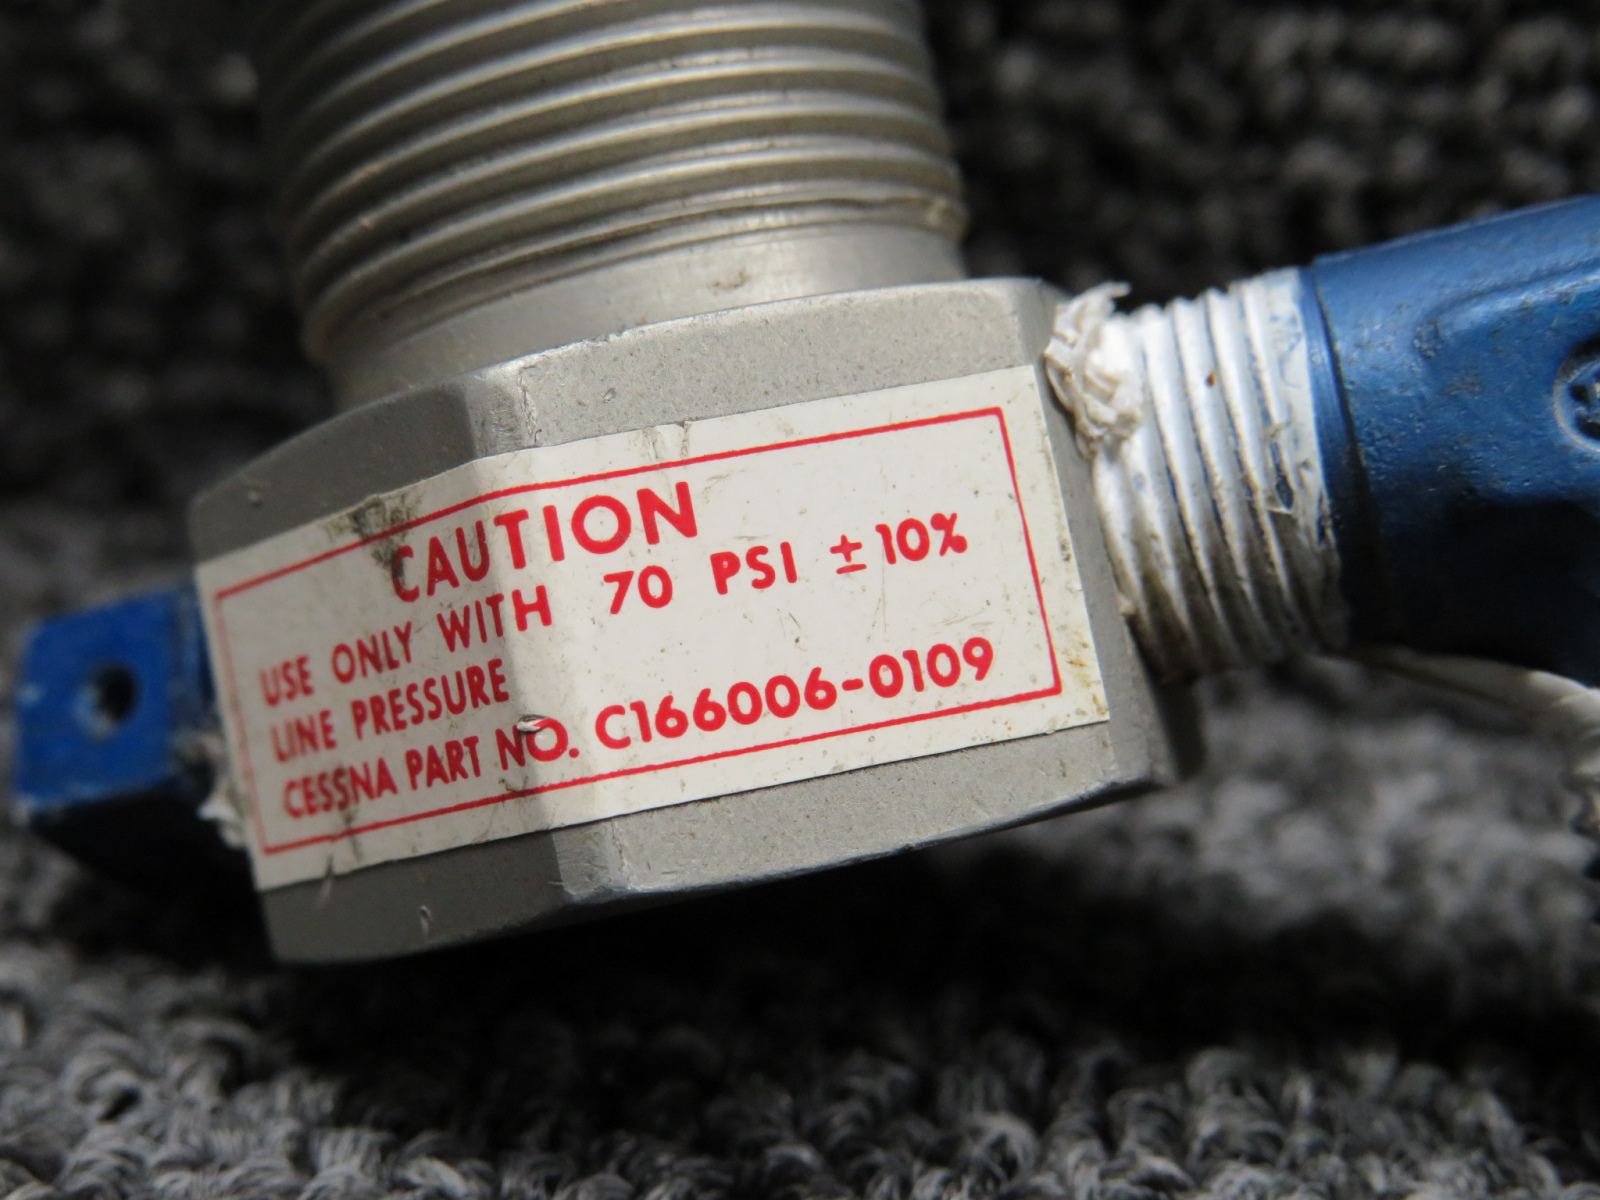 CAUTION
USE ONLY WITH 70 PSI ± 10%
LINE PRESSURE
CESSNA PART NO. C166006-0109